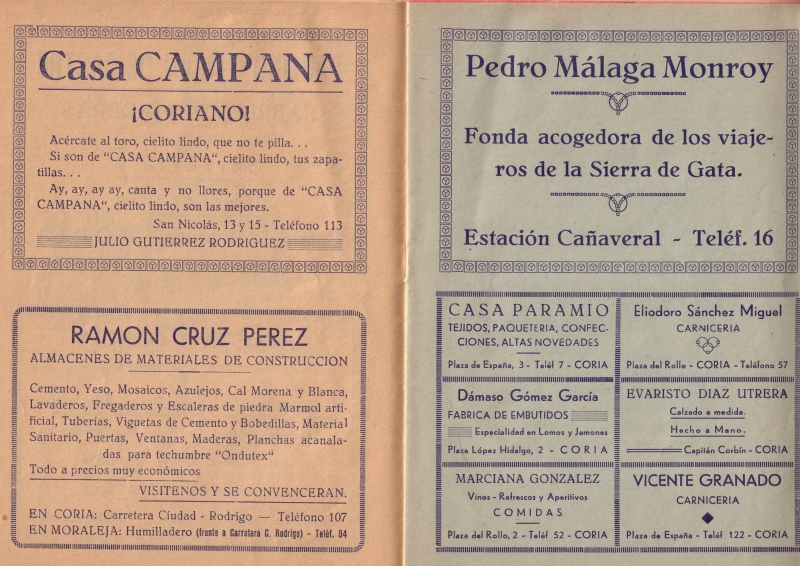 Casa CAMPANA
¡CORIANO!
Acércate al toro, cielito lindo, que no te pilla. . .
Si son de "CASA CAMPANA", cielito lindo, tus zapa-
tillas. . .
Ay, ay, ay, ay, canta y no llores, porque de "CASA
CAMPANA", cielito lindo, son las mejores.
San Nicolás, 13 y 15 - Teléfono 113
JULIO GUTIERREZ RODRIGUEZ
RAMON CRUZ PEREZ
ALMACENES DE MATERIALES DE CONSTRUCCION
Cemento, Yeso, Mosaicos, Azulejos, Cal Morena y Blanca,
Lavaderos, Fregaderos y Escaleras de piedra Marmol arti-
ficial, Tuberías, Viguetas de Cemento y Bobedillas, Material
Sanitario, Puertas, Ventanas, Maderas, Planchas acanala-
das para techumbre "Ondutex"
Todo a precios muy económicos
VISITENOS Y SE CONVENCERAN.
EN CORIA: Carretera Ciudad - Rodrigo — Teléfono 107
EN MORALEJA: Humilladero (frente a Carretera C. Rodrigo) - Teléf. 84
Pedro Málaga Monroy
Fonda acogedora de los viaje-
ros de la Sierra de Gata.
Estación Cañaveral - Teléf. 16
CASA PARAMIO
TEJIDOS, PAQUETERIA, CONFEC-
CIONES, ALTAS NOVEDADES
Plaza de España, 3 - Teléf 7 - CORIA
Eliodoro Sánchez Miguel
CARNICERIA
Plaza del Rollo - CORIA - Teléfono 57
Dámaso Gómez García
FABRICA DE EMBUTIDOS
Especialidad en Lomos y Jamones
Plaza López Hidalgo, 2 - CORIA
EVARISTO DIAZ UTRERA
Calzado a medida.
Hecho a Mano.
Capitán Corbín - CORIA
MARCIANA GONZALEZ
Vinos - Refrescos y Aperitivos
COMIDAS
Plaza del Rollo, 2 - Telf 52 - CORIA
VICENTE GRANADO
CARNICERIA
Plaza de España - Teléf 122 - CORIA